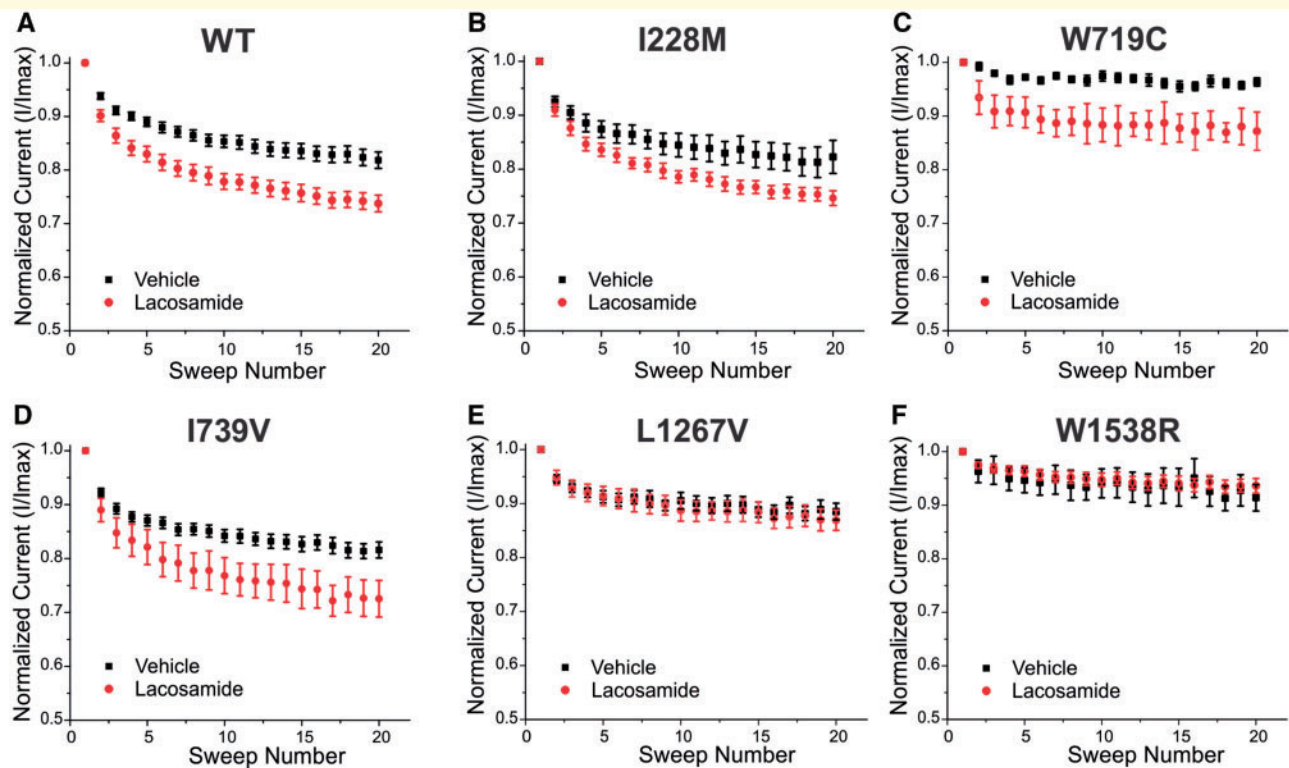 A
WT
Normalized Current (I/Imax)
1.0
0.9
0.8
0.7
0.6
0.5
Vehicle
Lacosamide
0 5 10 15 20
Sweep Number
B
I228M
Normalized Current (I/Imax)
1.0
0.9
0.8
0.7
0.6
0.5
Vehicle
Lacosamide
0 5 10 15 20
Sweep Number
C
W719C
Normalized Current (I/Imax)
1.0
0.9
0.8
0.7
0.6
0.5
Vehicle
Lacosamide
0 5 10 15 20
Sweep Number
D
I739V
Normalized Current (I/Imax)
1.0
0.9
0.8
0.7
0.6
0.5
Vehicle
Lacosamide
0 5 10 15 20
Sweep Number
E
L1267V
Normalized Current (I/Imax)
1.0
0.9
0.8
0.7
0.6
0.5
Vehicle
Lacosamide
0 5 10 15 20
Sweep Number
F
W1538R
Normalized Current (I/Imax)
1.0
0.9
0.8
0.7
0.6
0.5
Vehicle
Lacosamide
0 5 10 15 20
Sweep Number